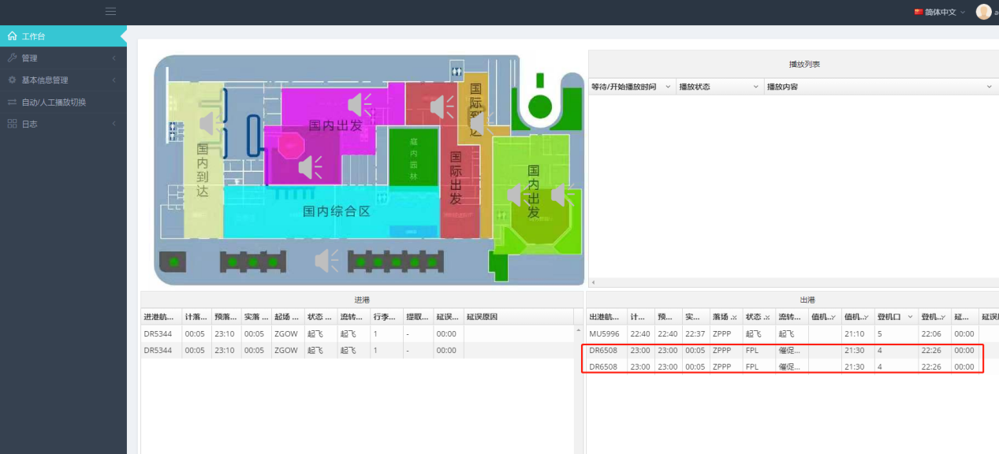 简体中文
a
工作台
管理
基本信息管理
自动/人工播放切换
日志
国内到达
国内出发
国内综合区
庭内园林
国际出发
国际到达
国内出发
播放列表
等待/开始播放时间 播放状态 播放内容
进港
进港航... 计落... 预落... 实落 ... 起场 ... 状态 ... 流转... 行李... 提取... 延误... 延误原因
DR5344 00:05 23:10 00:05 ZGOW 起飞 起飞 1 - 00:00
DR5344 00:05 23:10 00:05 ZGOW 起飞 起飞 1 - 00:00
出港
出港航... 计... 预... 实... 落场 ... 状态 ... 流转... 值机... 值机... 登机口 登机... 延... 延误
MU5996 22:40 22:40 22:37 ZPPP 起飞 起飞 21:10 5 22:06 00:00
DR6508 23:00 23:00 00:05 ZPPP FPL 催促... 21:30 4 22:26 00:00
DR6508 23:00 23:00 00:05 ZPPP FPL 催促... 21:30 4 22:26 00:00